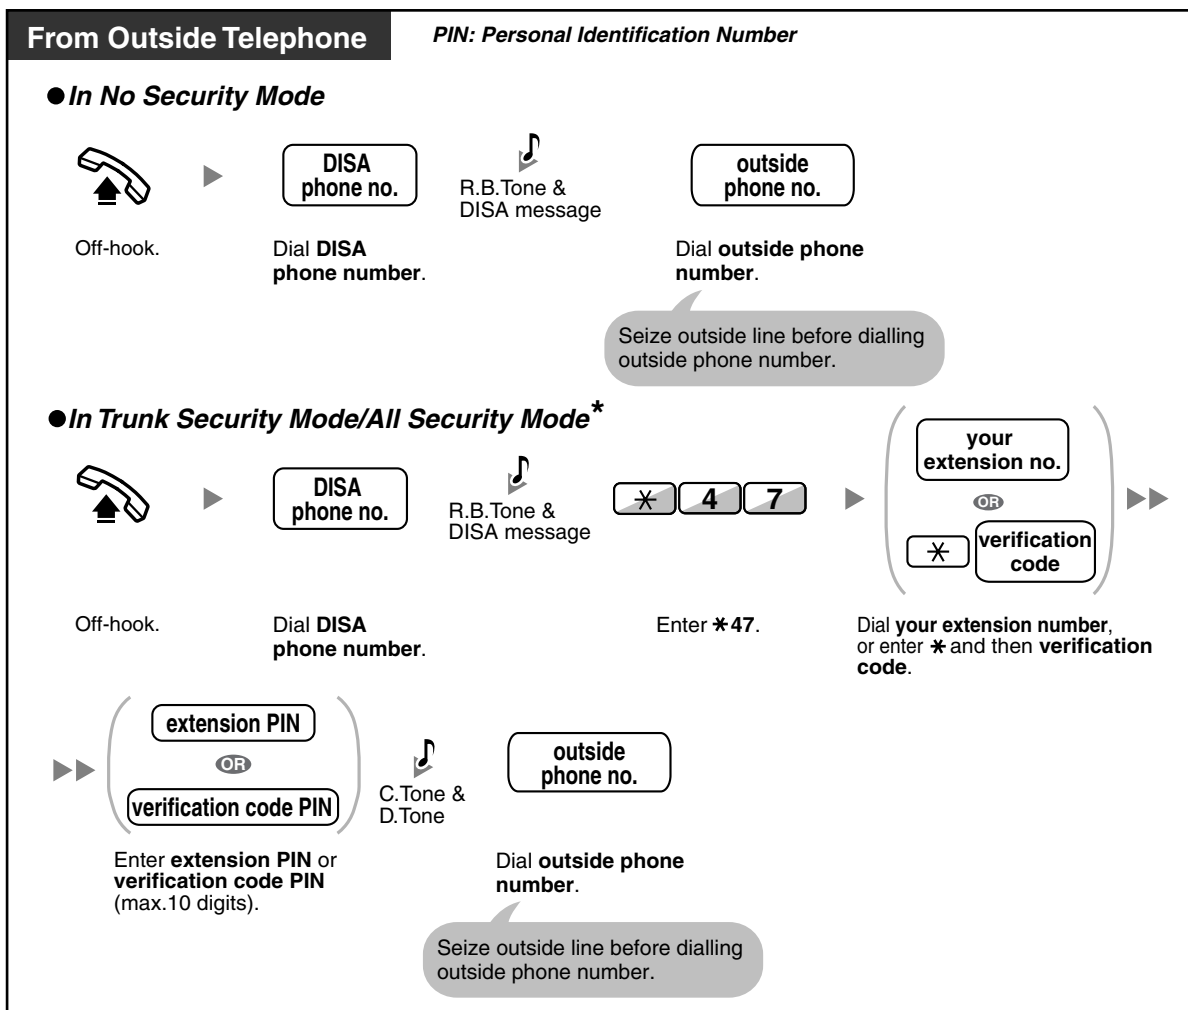 From Outside Telephone
PIN: Personal Identification Number
●In No Security Mode
DISA
phone no.
R.B.Tone &
DISA message
outside
phone no.
Off-hook.
Dial DISA
phone number.
Dial outside phone
number.
Seize outside line before dialling
outside phone number.
●In Trunk Security Mode/All Security Mode*
DISA
phone no.
R.B.Tone &
DISA message
* 4 7
your
extension no.
OR
* verification
code
Off-hook.
Dial DISA
phone number.
Enter *47.
Dial your extension number,
or enter * and then verification
code.
extension PIN
OR
verification code PIN
C.Tone &
D.Tone
outside
phone no.
Enter extension PIN or
verification code PIN
(max.10 digits).
Dial outside phone
number.
Seize outside line before dialling
outside phone number.